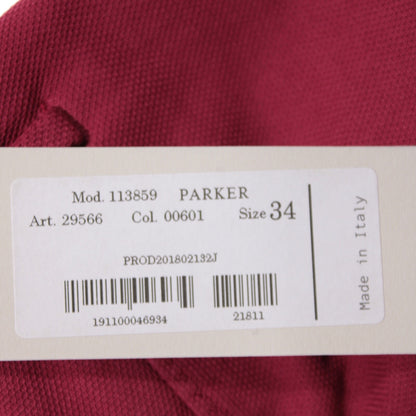 Mod. 113859 PARKER
Art. 29566 Col. 00601 Size 34
PROD201802132J
191100046934 21811
Made in Italy